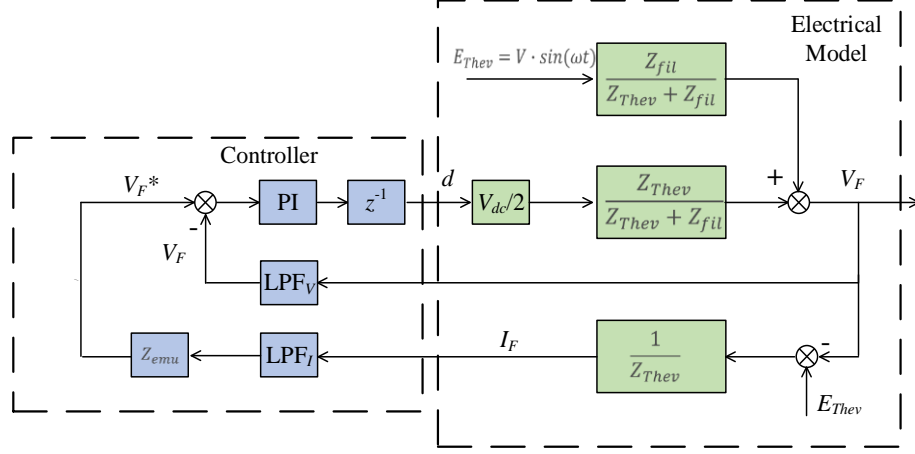 Electrical
Model
E_Thev = V · sin(ωt)
Z_fil
Z_Thev + Z_fil
Controller
V_F*
PI
z^-1
d
V_dc/2
Z_Thev
Z_Thev + Z_fil
+
V_F
-
V_F
LPF_V
Z_emu
LPF_I
I_F
1
Z_Thev
-
E_Thev